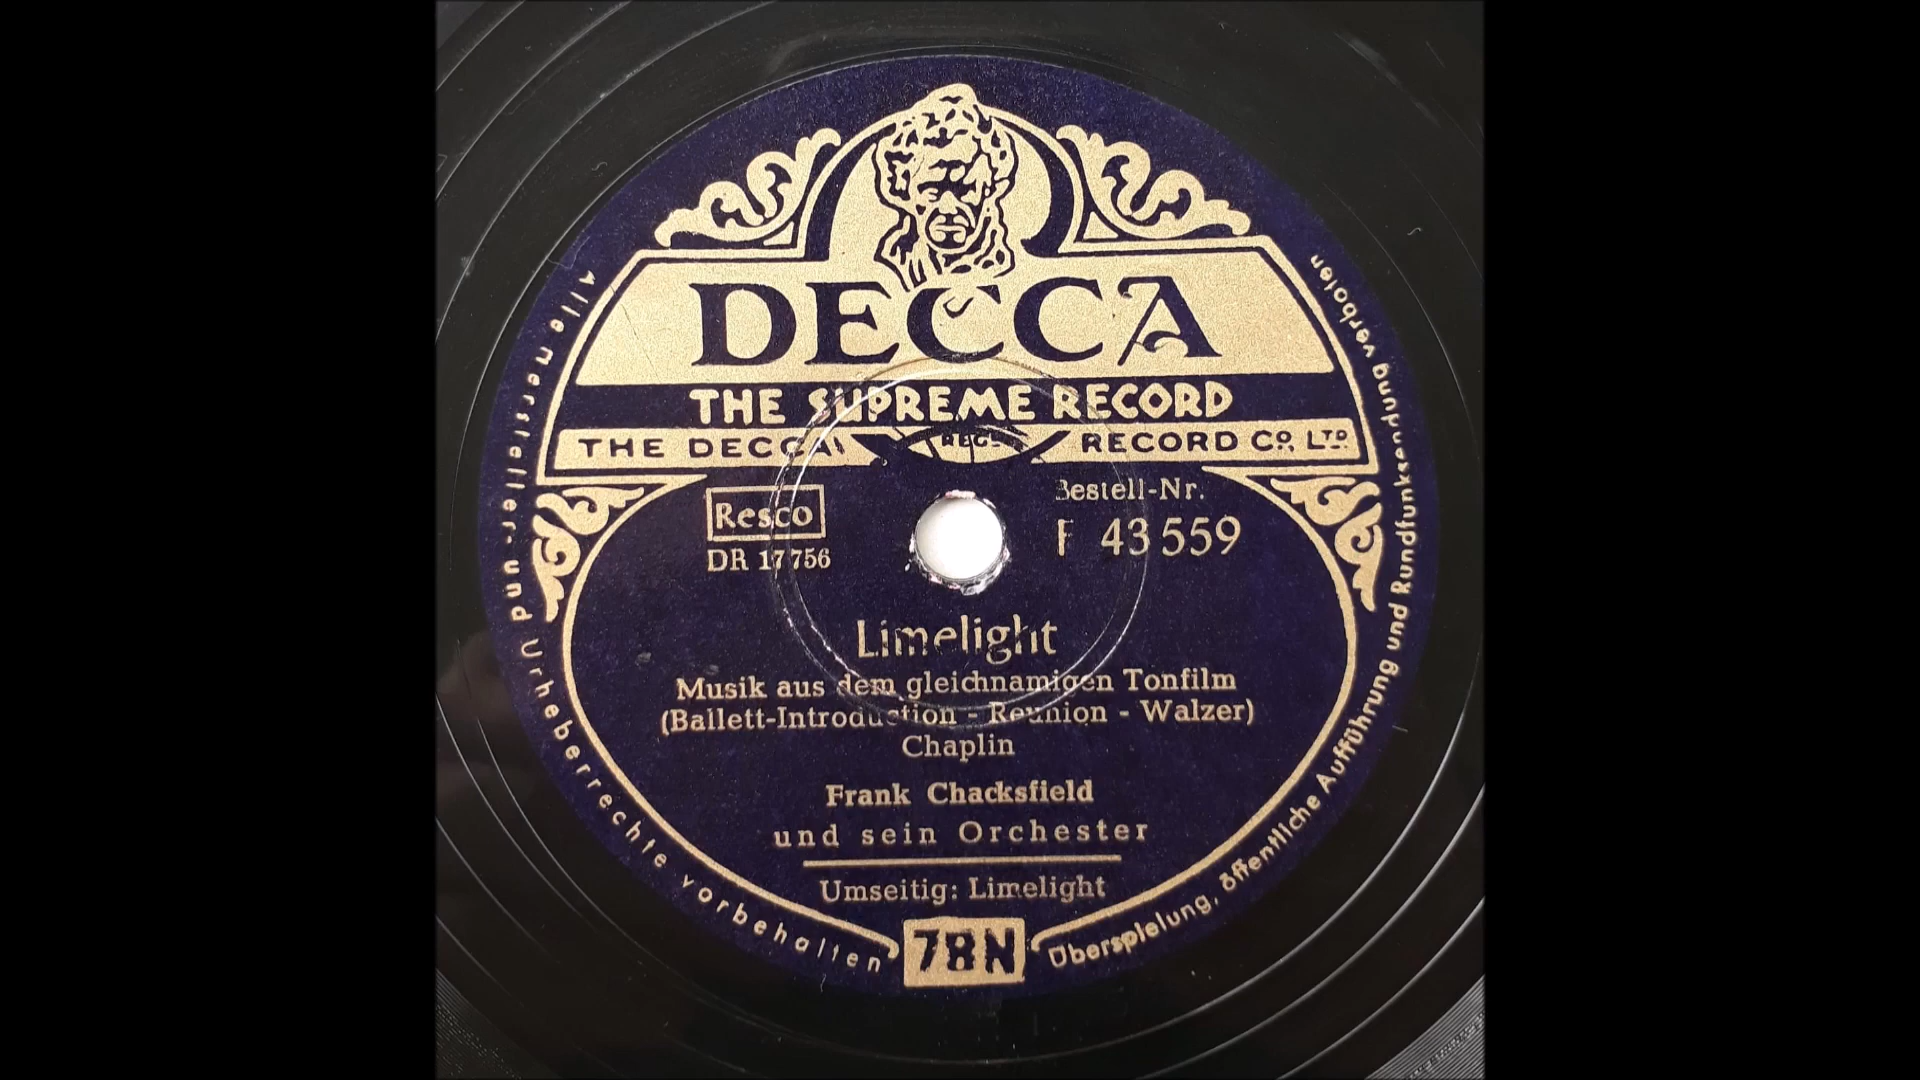 DECCA
THE SUPREME RECORD
THE DECCA REGD RECORD CO., LTD
Resco
DR 17756
Bestell-Nr.
F 43559
Limelight
Musik aus dem gleichnamigen Tonfilm
(Ballett-Introduction - Reunion - Walzer)
Chaplin
Frank Chacksfield
und sein Orchester
Umseitig: Limelight
78N
Alle Hersteller- und Urheberrechte vorbehalten
Überspielung, öffentliche Aufführung und Rundfunksendung verboten